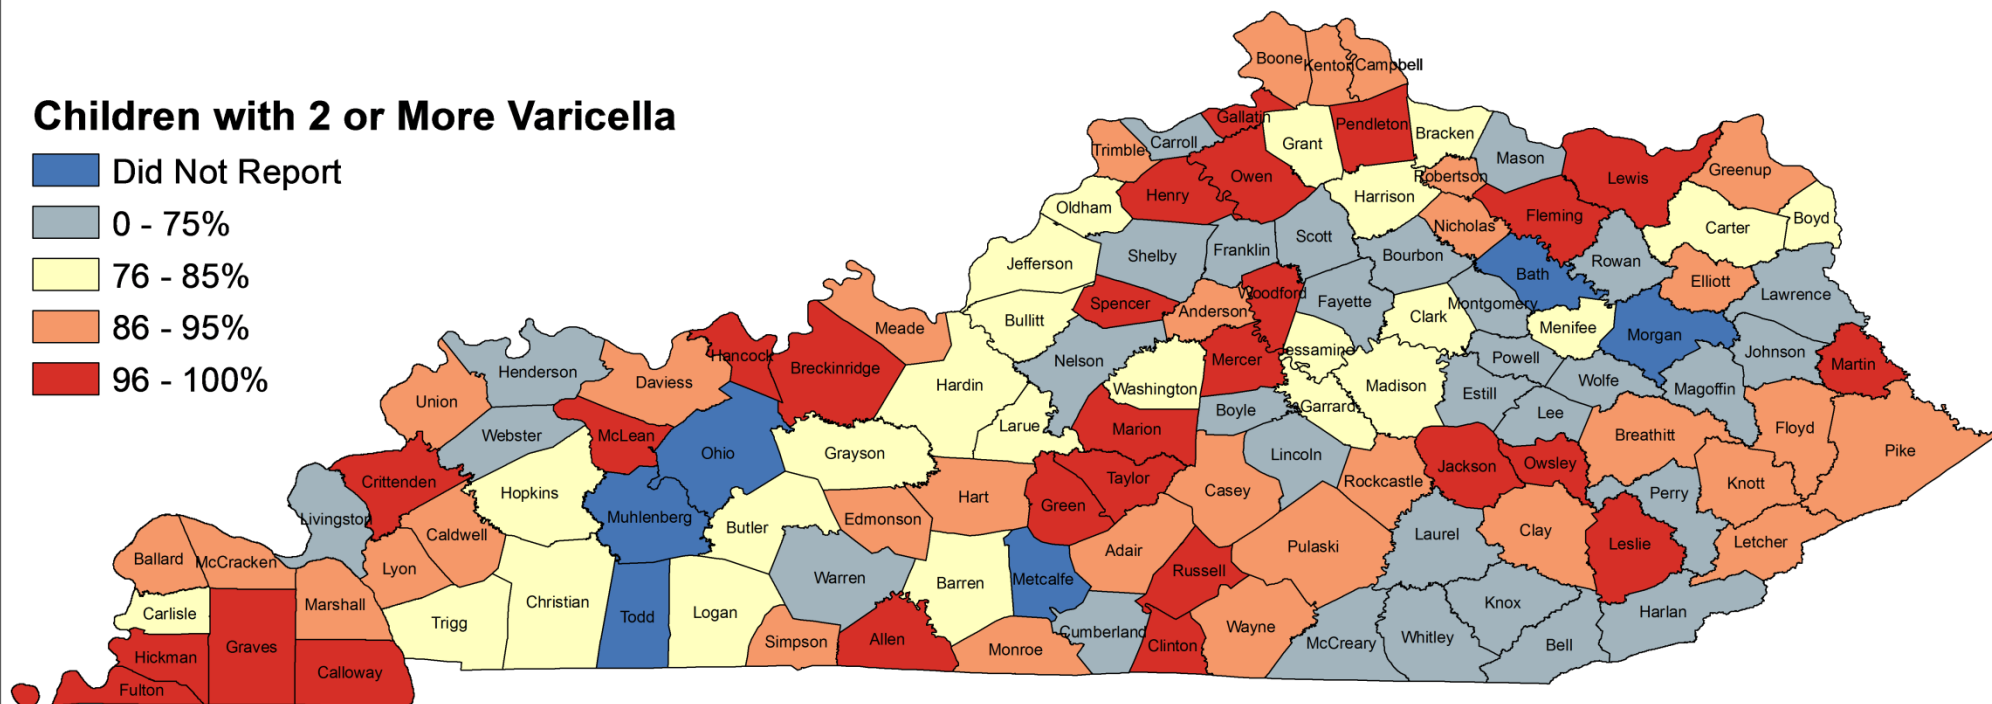 Children with 2 or More Varicella
Did Not Report
0 - 75%
76 - 85%
86 - 95%
96 - 100%
Boone
Kenton
Campbell
Gallatin
Pendleton
Carroll
Grant
Bracken
Trimble
Mason
Owen
Robertson
Lewis
Greenup
Henry
Harrison
Oldham
Fleming
Boyd
Nicholas
Carter
Scott
Franklin
Shelby
Bourbon
Jefferson
Rowan
Bath
Elliott
Woodford
Lawrence
Spencer
Fayette
Montgomery
Anderson
Clark
Bullitt
Meade
Menifee
Morgan
Jessamine
Johnson
Hancock
Nelson
Mercer
Powell
Martin
Breckinridge
Henderson
Daviess
Hardin
Washington
Madison
Wolfe
Magoffin
Estill
Union
Boyle
Garrard
Lee
Larue
Marion
Floyd
Webster
McLean
Breathitt
Pike
Ohio
Grayson
Lincoln
Owsley
Jackson
Taylor
Crittenden
Rockcastle
Knott
Hopkins
Casey
Perry
Hart
Green
Livingston
Muhlenberg
Edmonson
Butler
Caldwell
Laurel
Clay
Leslie
Letcher
Pulaski
Adair
Ballard
McCracken
Lyon
Russell
Warren
Barren
Metcalfe
Christian
Knox
Marshall
Carlisle
Logan
Todd
Harlan
Trigg
Wayne
Cumberland
Whitley
Allen
Simpson
McCreary
Bell
Clinton
Graves
Monroe
Hickman
Calloway
Fulton